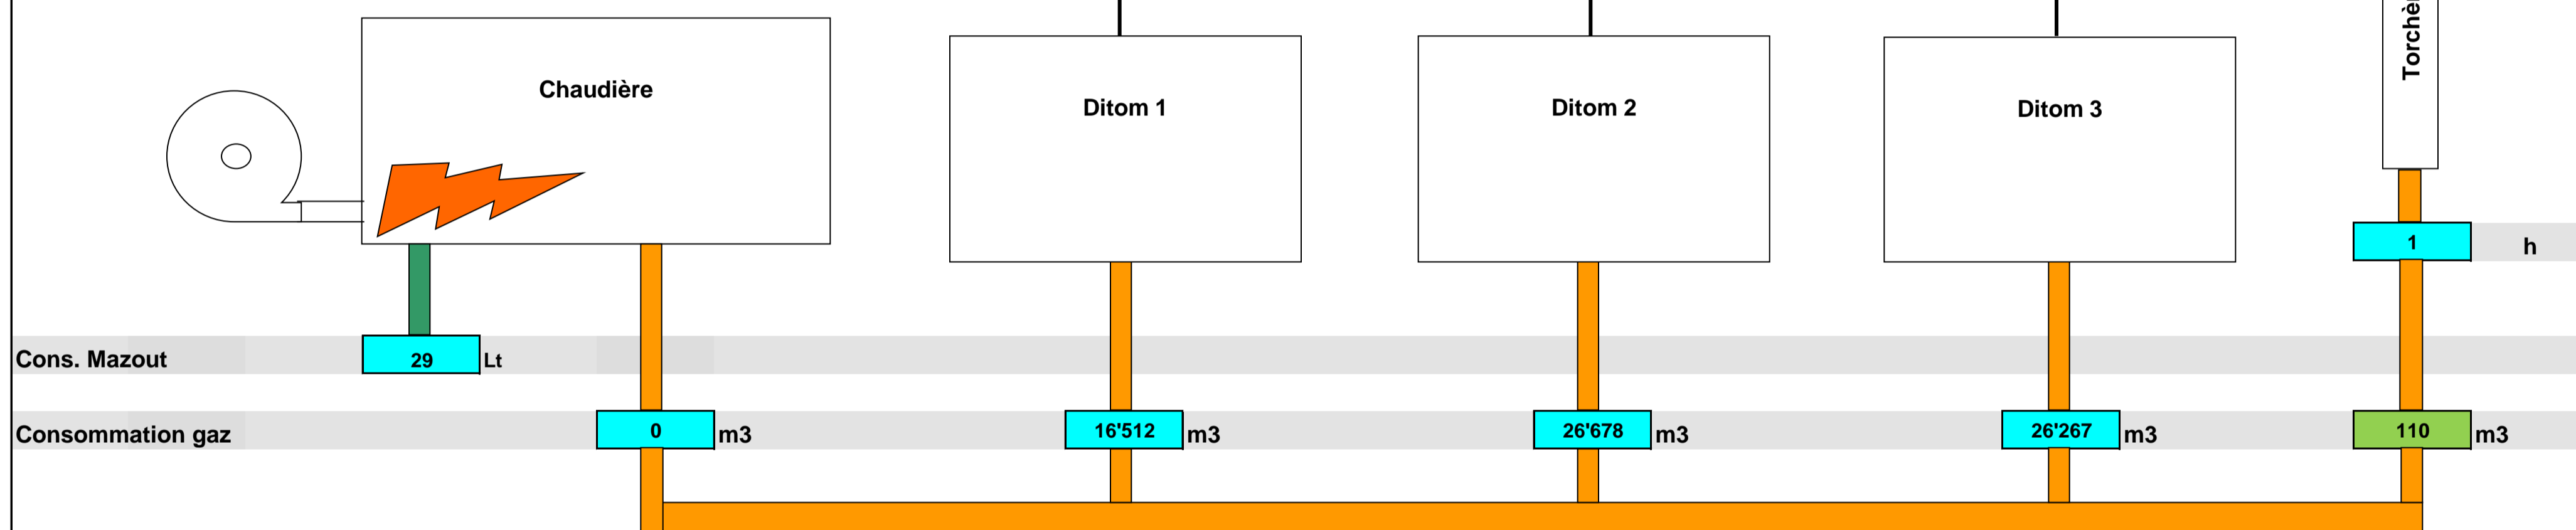 Chaudière
Ditom 1
Ditom 2
Ditom 3
1 h
Cons. Mazout 29 Lt
Consommation gaz 0 m3 16'512 m3 26'678 m3 26'267 m3 110 m3